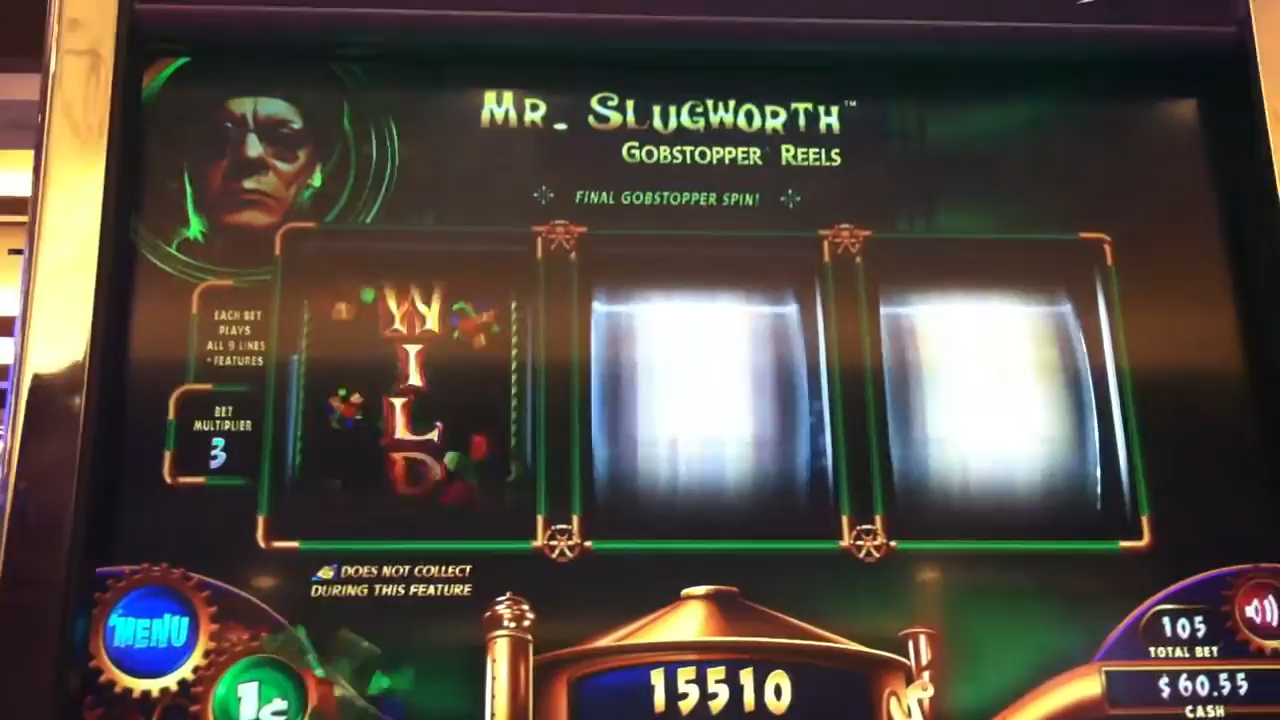 MR. SLUGWORTH™
GOBSTOPPER REELS
FINAL GOBSTOPPER SPIN!
EACH BET
PLAYS
ALL 9 LINES
+FEATURES
BET
MULTIPLIER
3
WILD
DOES NOT COLLECT
DURING THIS FEATURE
MENU
1¢
15510
105
TOTAL BET
$60.55
CASH